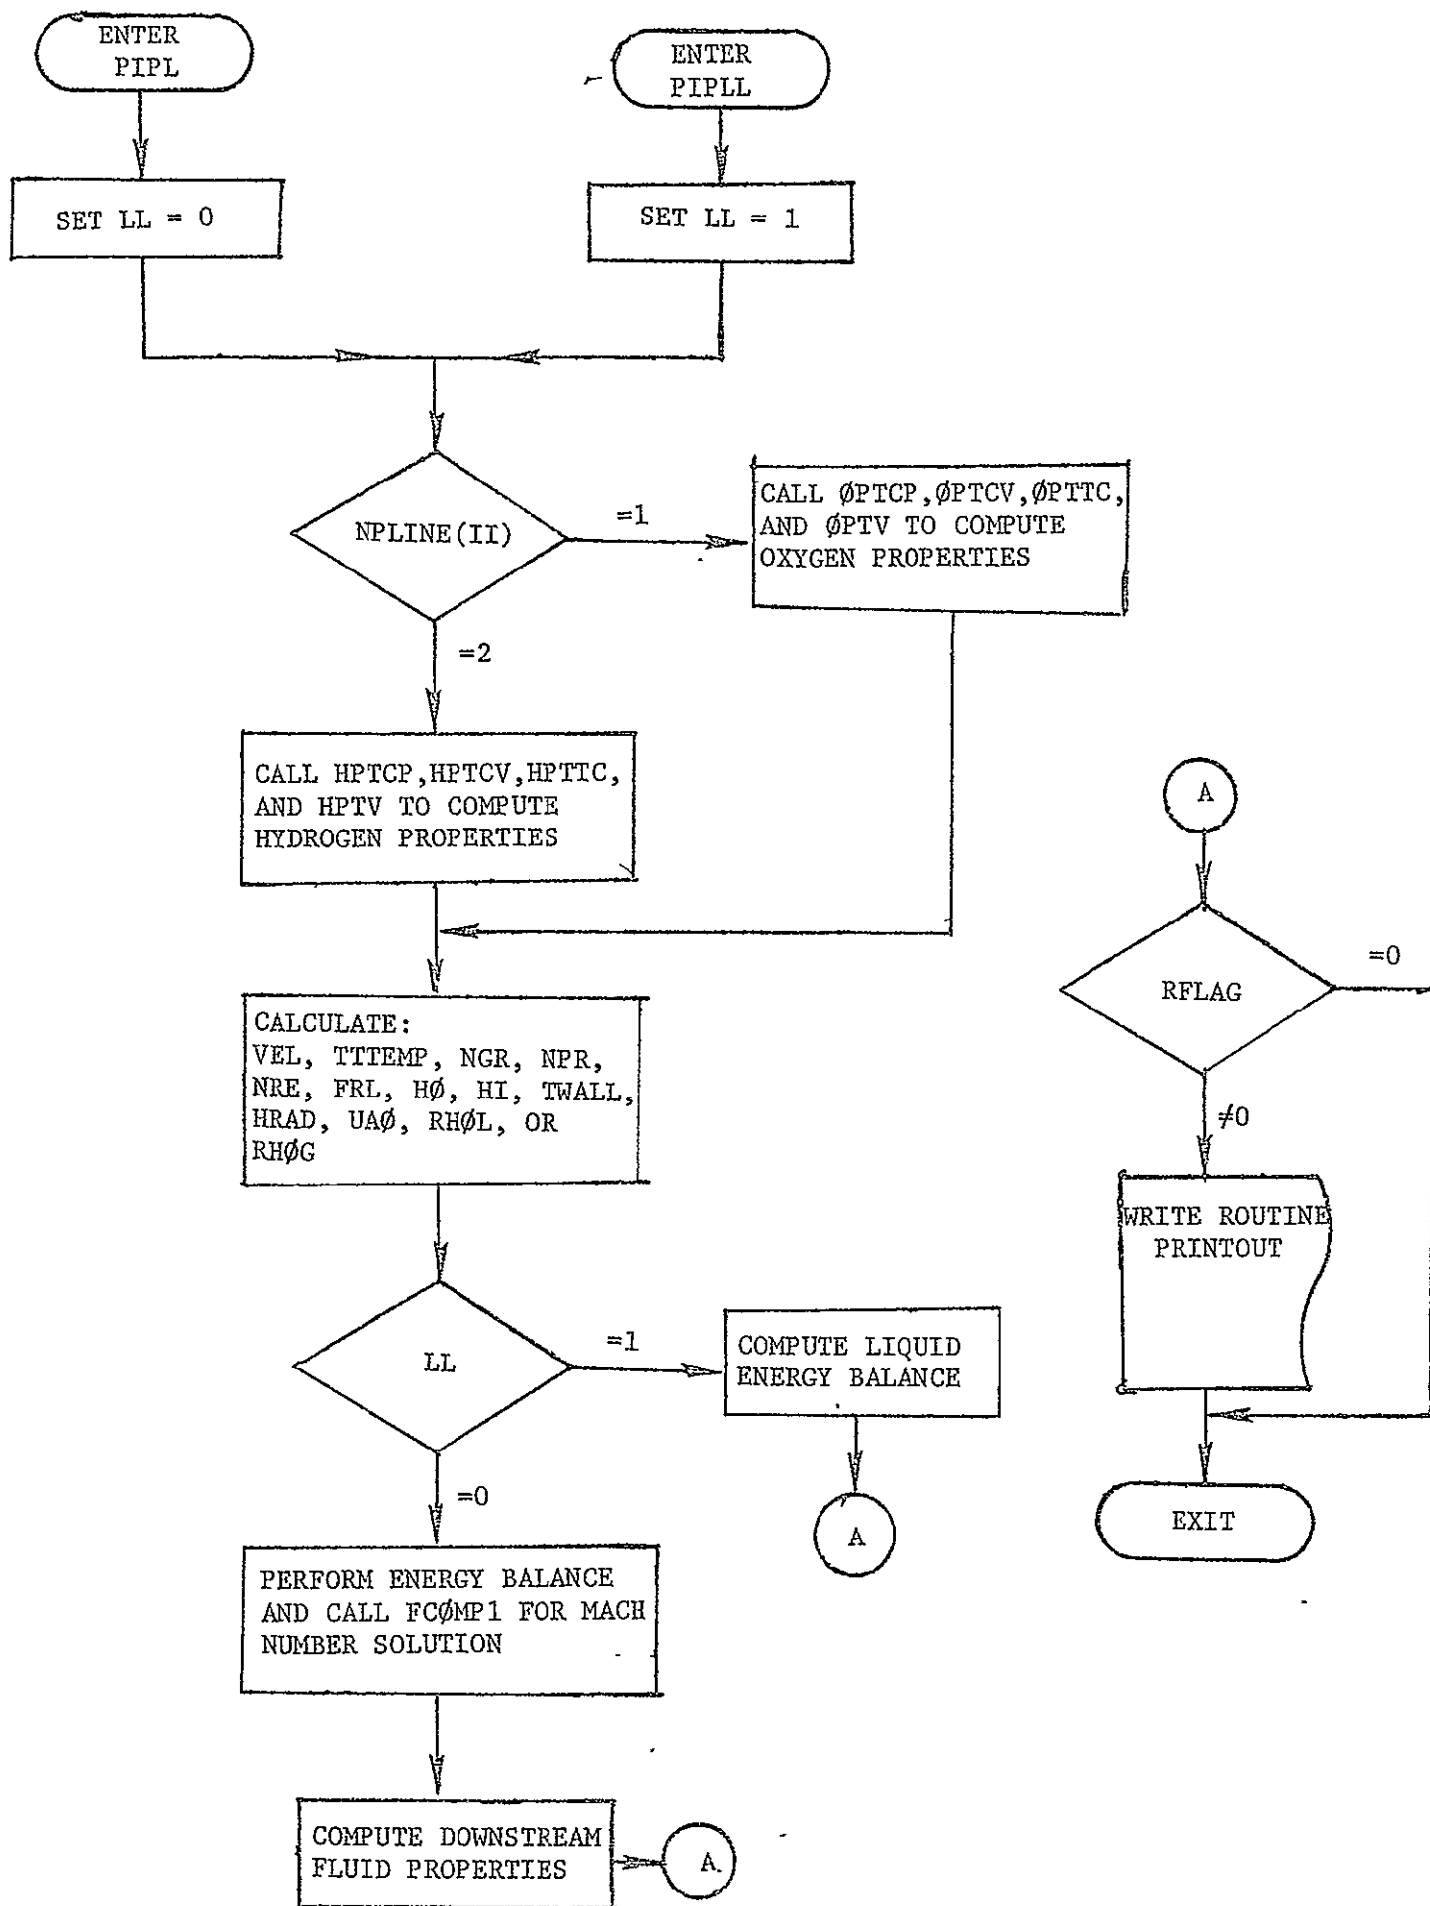 ENTER
PIPL
ENTER
PIPLL
SET LL = 0
SET LL = 1
NPLINE(II)
=1
CALL ØPTCP,ØPTCV,ØPTTC,
AND ØPTV TO COMPUTE
OXYGEN PROPERTIES
=2
CALL HPTCP,HPTCV,HPTTC,
AND HPTV TO COMPUTE
HYDROGEN PROPERTIES
CALCULATE:
VEL, TTTEMP, NGR, NPR,
NRE, FRL, HØ, HI, TWALL,
HRAD, UAØ, RHØL, OR
RHØG
LL
=1
COMPUTE LIQUID
ENERGY BALANCE
A
=0
PERFORM ENERGY BALANCE
AND CALL FCØMP1 FOR MACH
NUMBER SOLUTION
COMPUTE DOWNSTREAM
FLUID PROPERTIES
A
A
RFLAG
=0
≠0
WRITE ROUTINE
PRINTOUT
EXIT